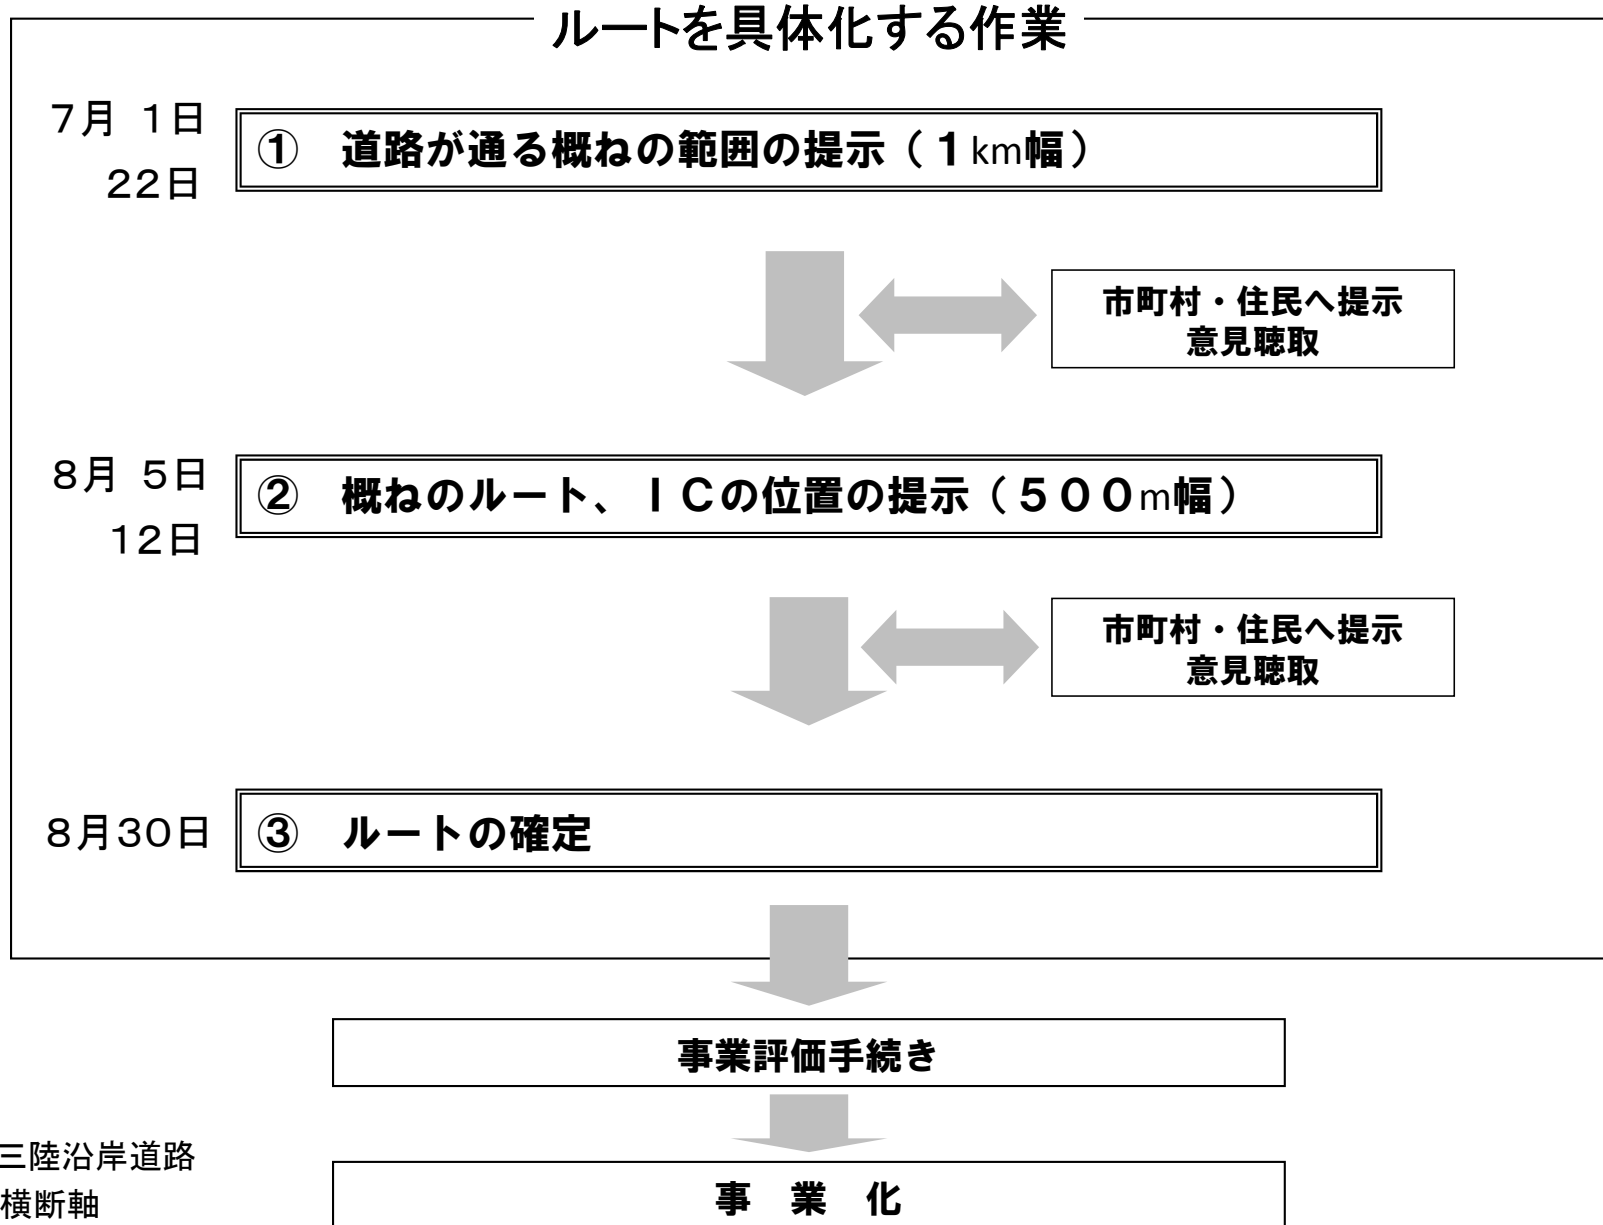 ルートを具体化する作業
７月 １日
２２日
① 道路が通る概ねの範囲の提示（１km幅）
市町村・住民へ提示
意見聴取
８月 ５日
１２日
② 概ねのルート、ＩＣの位置の提示（５００m幅）
市町村・住民へ提示
意見聴取
８月３０日
③ ルートの確定
事業評価手続き
三陸沿岸道路
横断軸
事 業 化